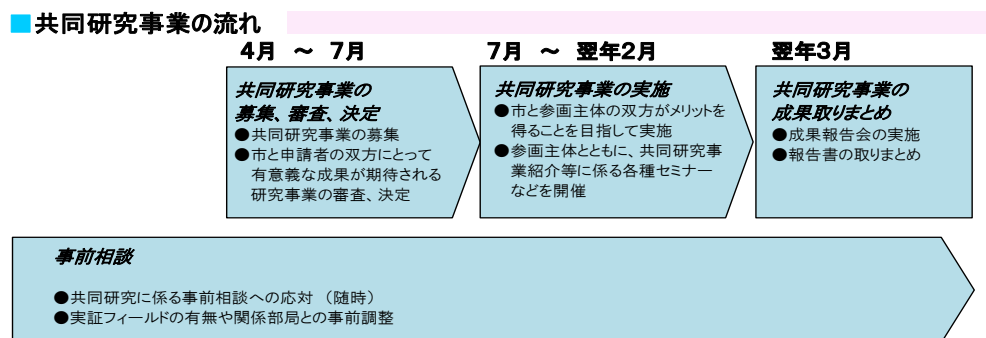 ■共同研究事業の流れ
4月 ～ 7月
共同研究事業の
募集、審査、決定
●共同研究事業の募集
●市と申請者の双方にとって
有意義な成果が期待される
研究事業の審査、決定
7月 ～ 翌年2月
共同研究事業の実施
●市と参画主体の双方がメリットを
得ることを目指して実施
●参画主体とともに、共同研究事
業紹介等に係る各種セミナー
などを開催
翌年3月
共同研究事業の
成果取りまとめ
●成果報告会の実施
●報告書の取りまとめ
事前相談
●共同研究に係る事前相談への応対 （随時）
●実証フィールドの有無や関係部局との事前調整